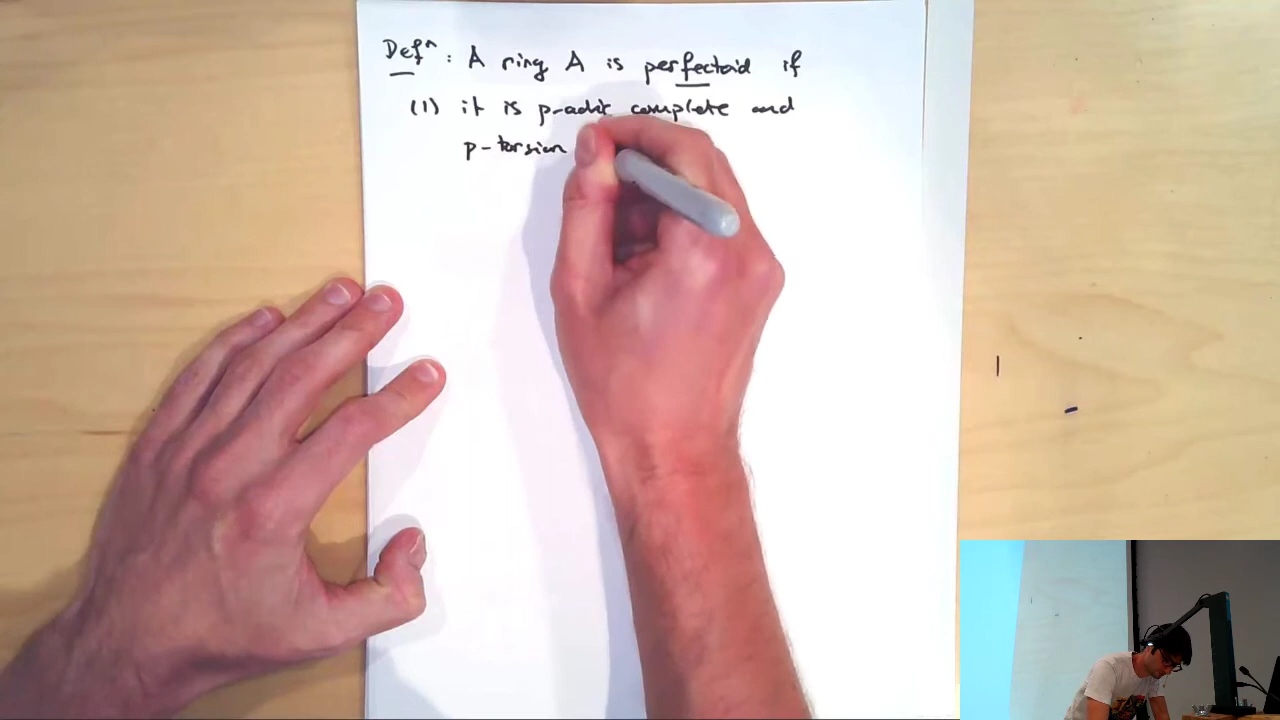 Defⁿ: A ring A is perfectoid if
(1) it is p-adic complete and
p-torsion